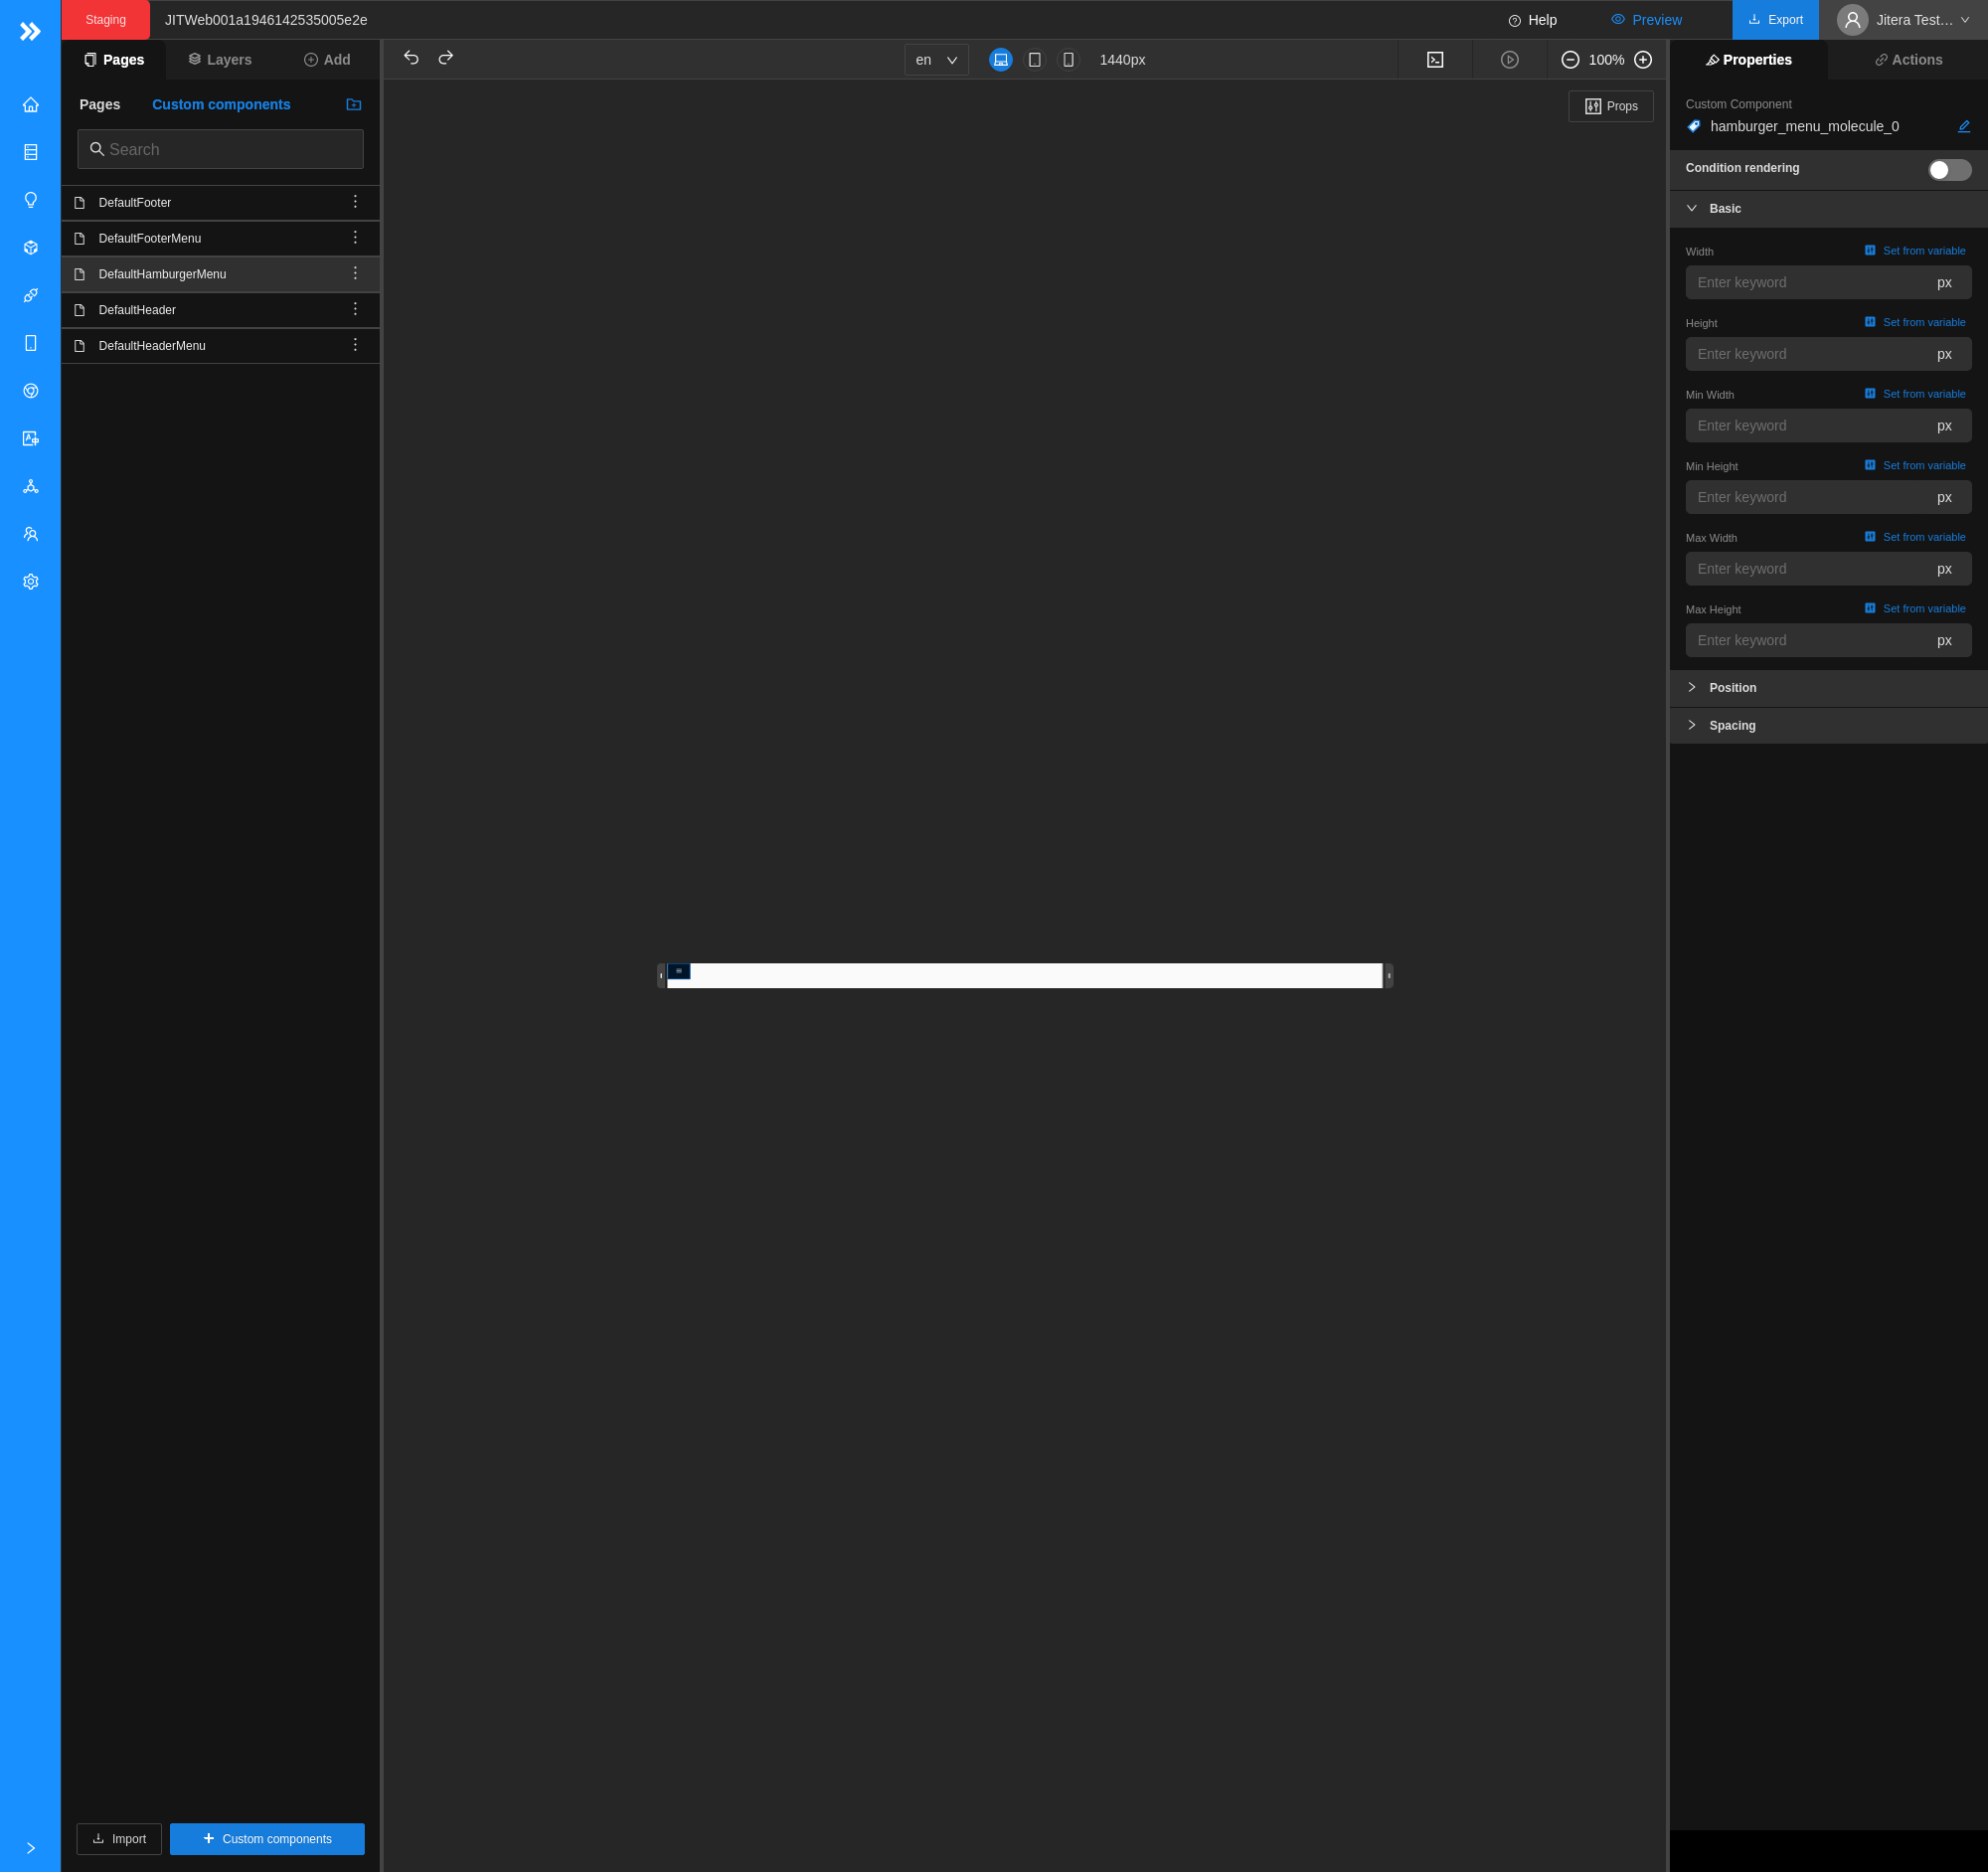 Staging
JITWeb001a1946142535005e2e
Help
Preview
Export
Jitera Test…
Pages
Layers
Add
en
1440px
100%
Properties
Actions
Pages
Custom components
Search
DefaultFooter
DefaultFooterMenu
DefaultHamburgerMenu
DefaultHeader
DefaultHeaderMenu
Props
Custom Component
hamburger_menu_molecule_0
Condition rendering
Basic
Width
Set from variable
Enter keyword
px
Height
Set from variable
Enter keyword
px
Min Width
Set from variable
Enter keyword
px
Min Height
Set from variable
Enter keyword
px
Max Width
Set from variable
Enter keyword
px
Max Height
Set from variable
Enter keyword
px
Position
Spacing
Import
Custom components